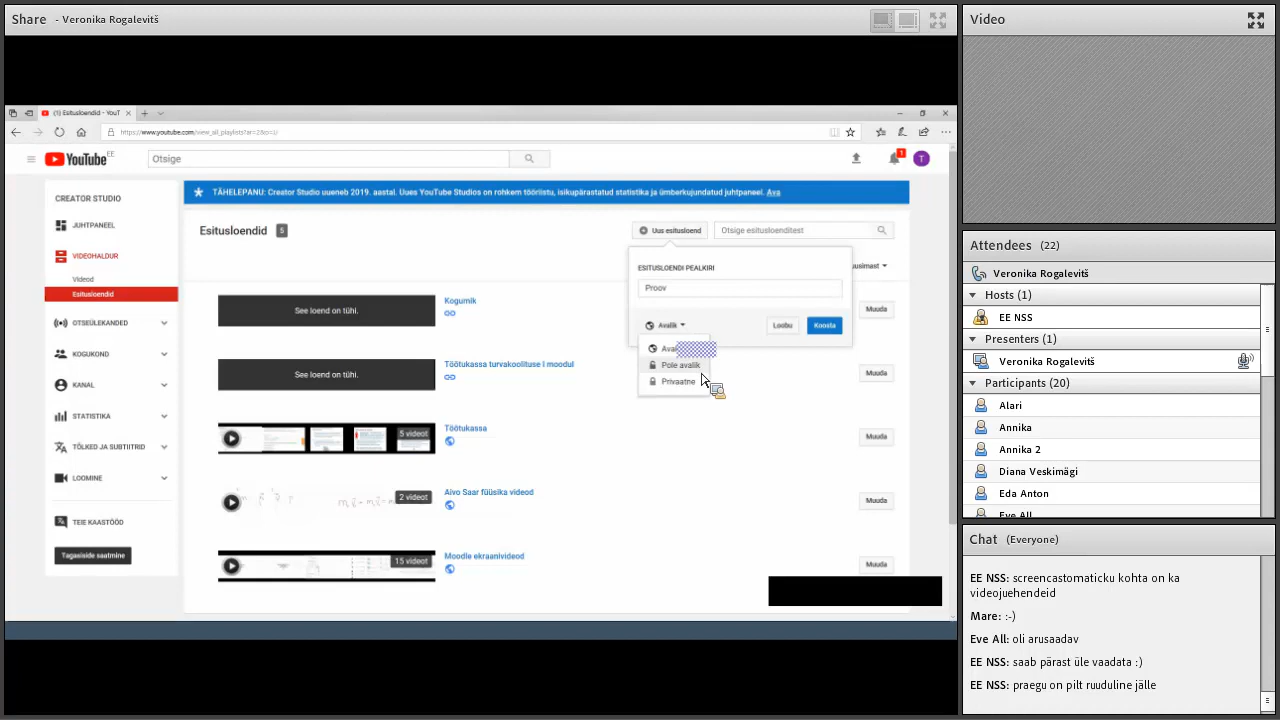 Share - Veronika Rogalevitš
(1) Esitusloendid - YouT
https://www.youtube.com/view_all_playlists?ar=2&o=U
YouTube EE
Otsige
1
T
CREATOR STUDIO
JUHTPANEEL
VIDEOHALDUR
Videod
Esitusloendid
OTSEÜLEKANDED
KOGUKOND
KANAL
STATISTIKA
TÕLKED JA SUBTIITRID
LOOMINE
TEIE KAASTÖÖD
Tagasiside saatmine
TÄHELEPANU: Creator Studio uueneb 2019. aastal. Uues YouTube Studios on rohkem tööriistu, isikupärastatud statistika ja ümberkujundatud juhtpaneel. Ava
Esitusloendid 5
Uus esitusloend
Otsige esitusloenditest
ESITUSLOENDI PEALKIRI
Proov
Avalik
Loobu
Koosta
Pole avalik
Privaatne
See loend on tühi.
Kogumik
Muuda
See loend on tühi.
Töötukassa turvakoolituse I moodul
Muuda
5 videot
Töötukassa
Muuda
2 videot
Aivo Saar füüsika videod
Muuda
15 videot
Moodle ekraanivideod
Muuda
Video
Attendees (22)
Veronika Rogalevitš
Hosts (1)
EE NSS
Presenters (1)
Veronika Rogalevitš
Participants (20)
Alari
Annika
Annika 2
Diana Veskimägi
Eda Anton
Eve All
Chat (Everyone)
EE NSS: screencastomaticku kohta on ka
videojuhendeid
Mare: :-)
Eve All: oli arusaadav
EE NSS: saab pärast üle vaadata :)
EE NSS: praegu on pilt ruuduline jälle